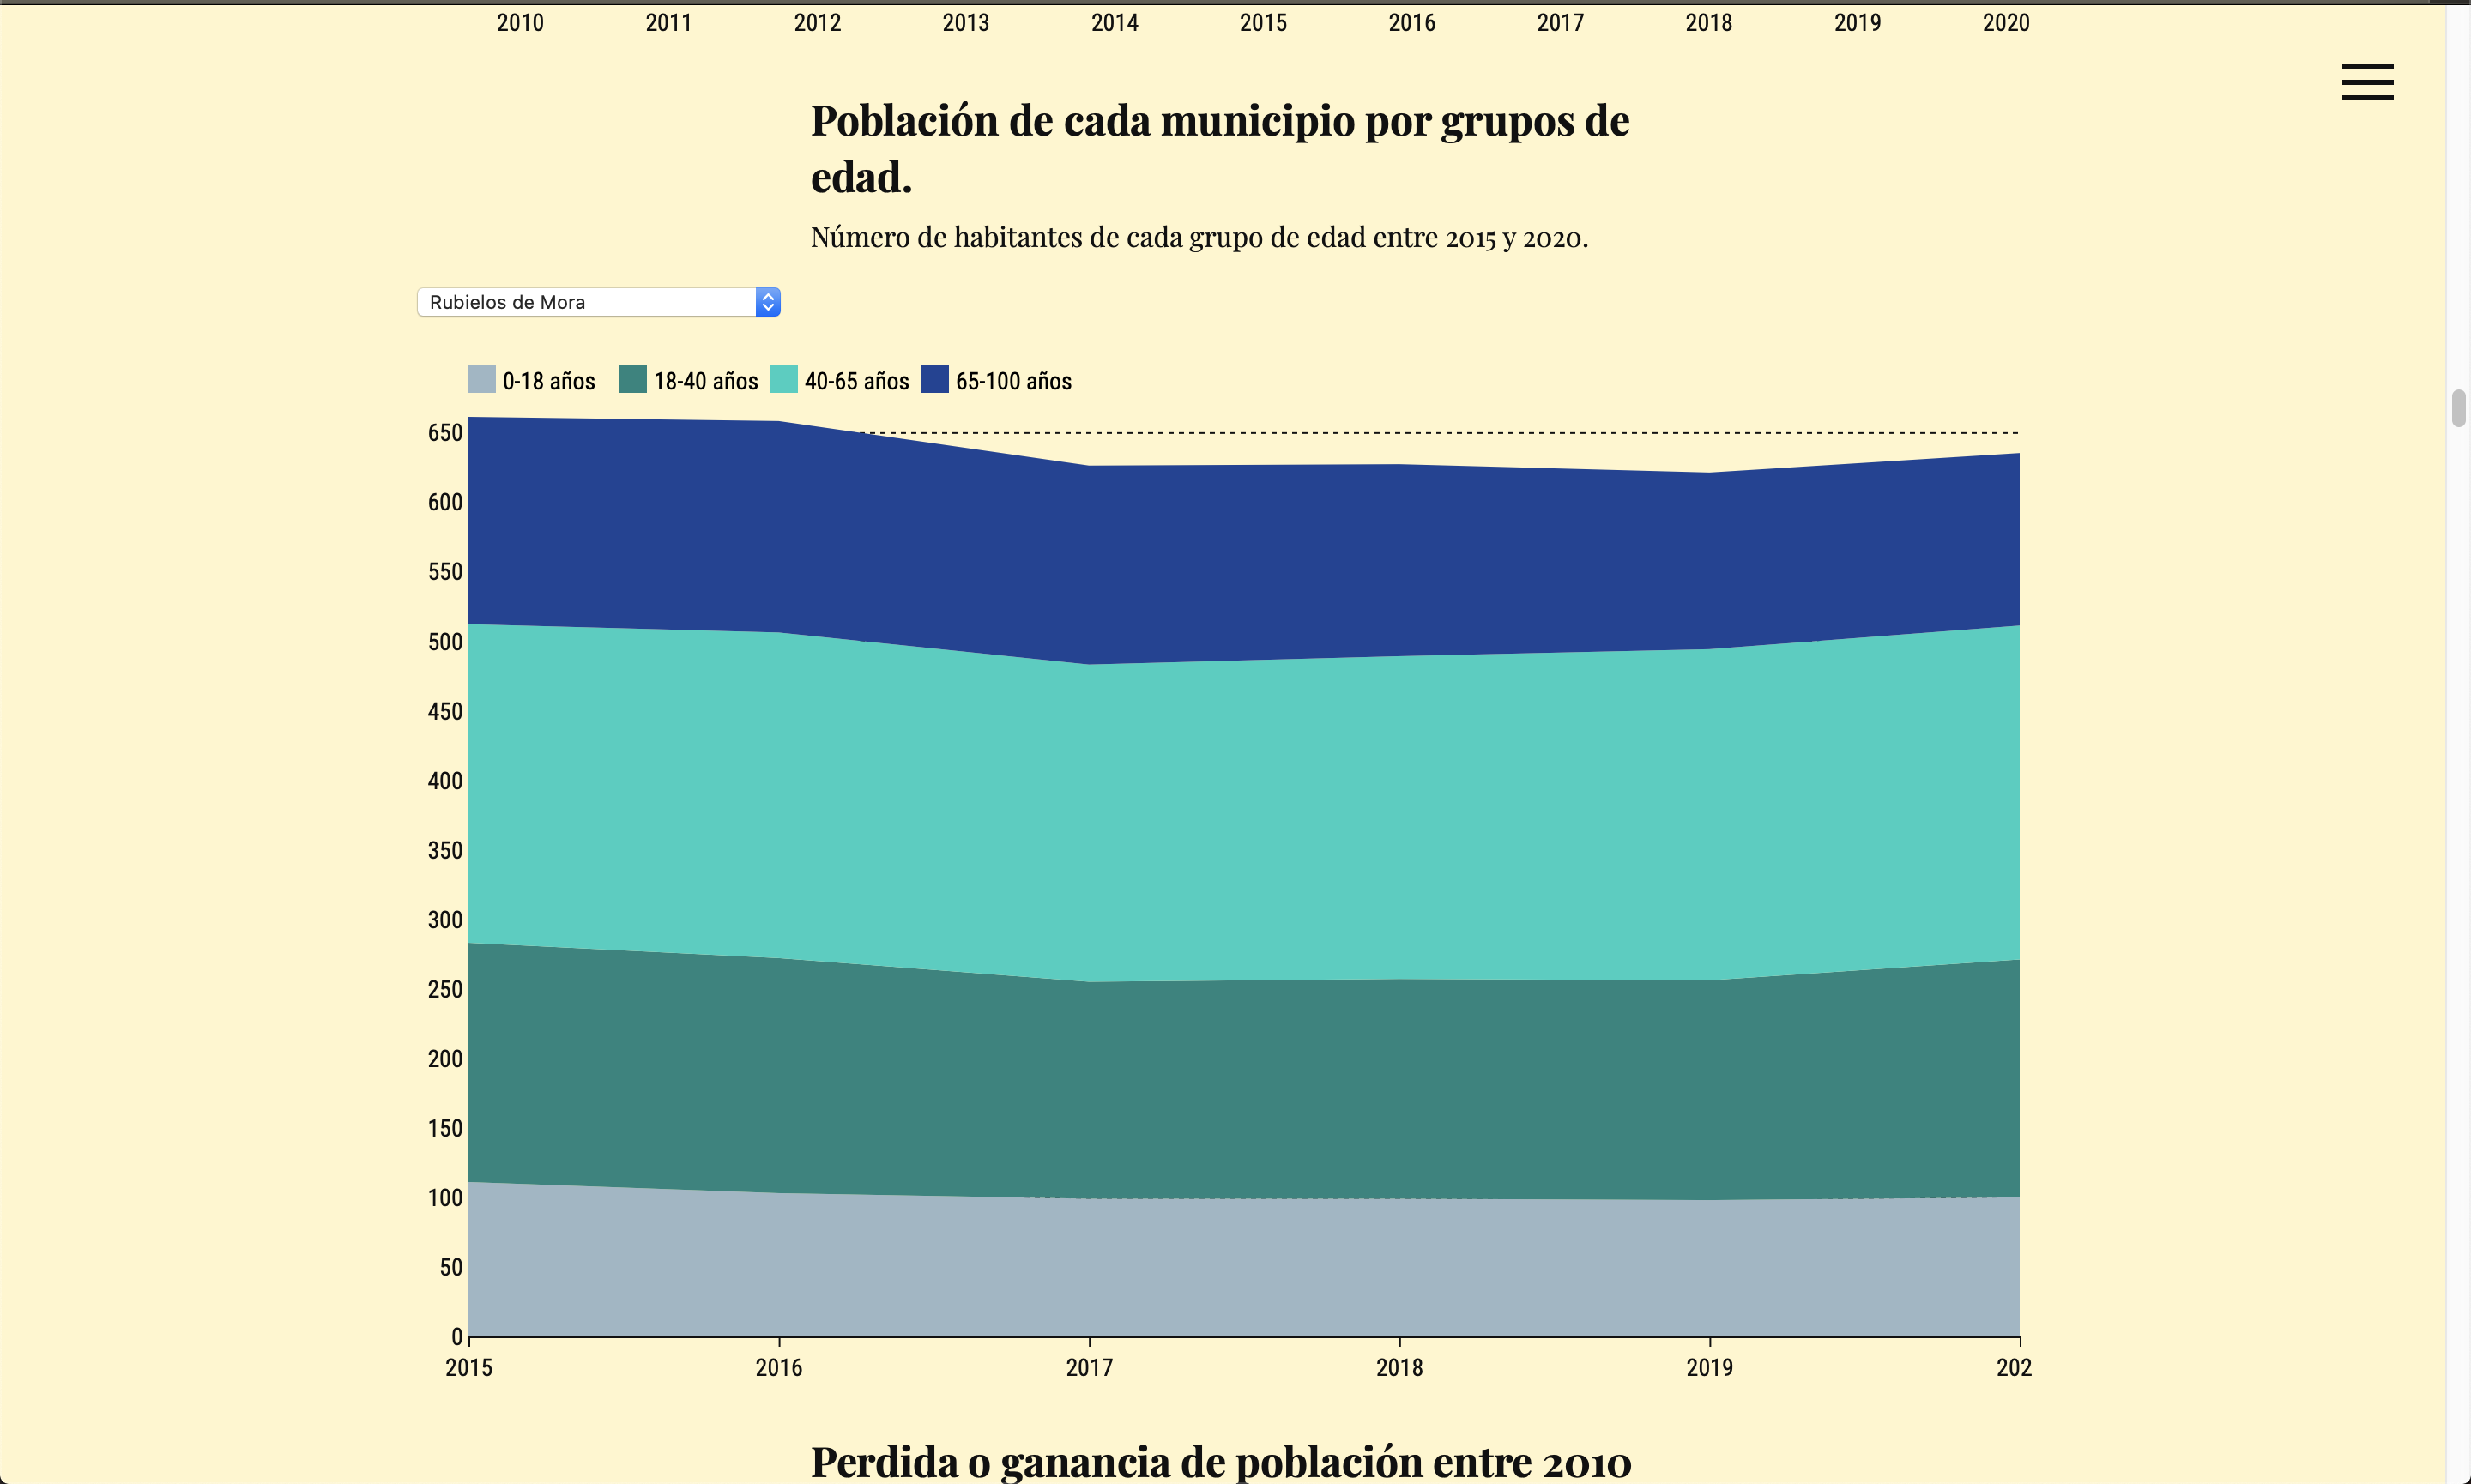 2010 2011 2012 2013 2014 2015 2016 2017 2018 2019 2020
Población de cada municipio por grupos de
edad.
Número de habitantes de cada grupo de edad entre 2015 y 2020.
Rubielos de Mora
0-18 años 18-40 años 40-65 años 65-100 años
650
600
550
500
450
400
350
300
250
200
150
100
50
0
2015 2016 2017 2018 2019 202
Perdida o ganancia de población entre 2010